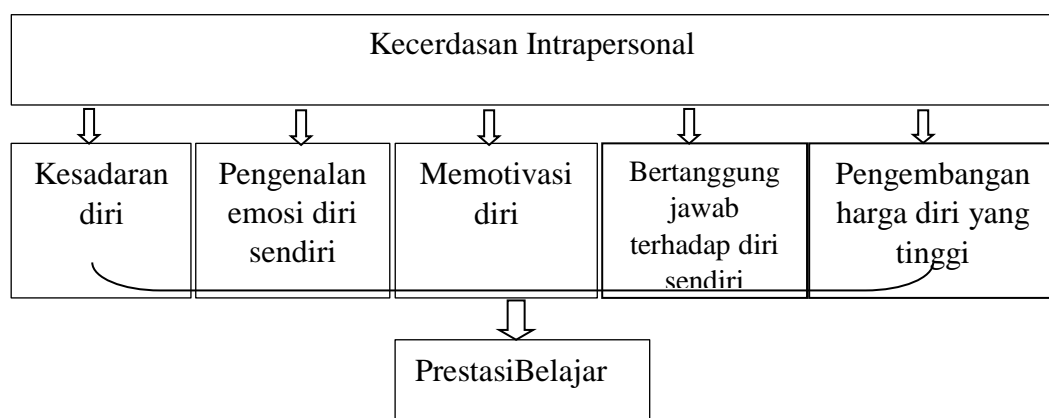 Kecerdasan Intrapersonal
Kesadaran
diri
Pengenalan
emosi diri
sendiri
Memotivasi
diri
Bertanggung
jawab
terhadap diri
sendiri
Pengembangan
harga diri yang
tinggi
PrestasiBelajar